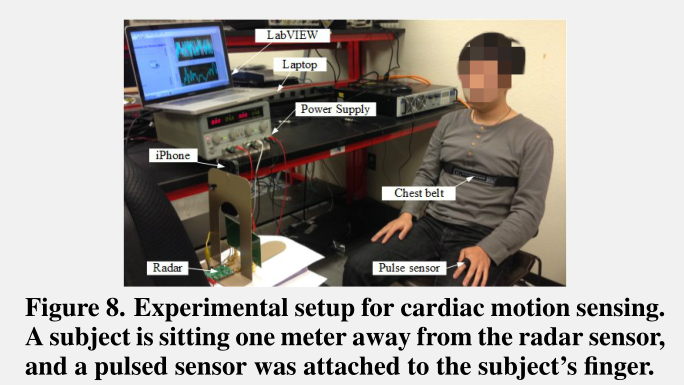 LabVIEW
Laptop
Power Supply
iPhone
Chest belt
Radar
Pulse sensor
Figure 8. Experimental setup for cardiac motion sensing.
A subject is sitting one meter away from the radar sensor,
and a pulsed sensor was attached to the subject's finger.